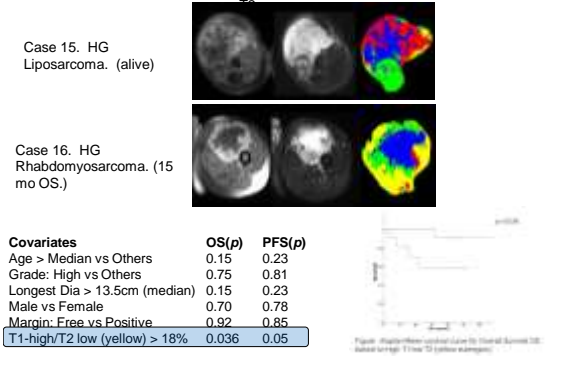 Case 15. HG
Liposarcoma. (alive)
Case 16. HG
Rhabdomyosarcoma. (15
mo OS.)
Covariates OS(p) PFS(p)
Age > Median vs Others 0.15 0.23
Grade: High vs Others 0.75 0.81
Longest Dia > 13.5cm (median) 0.15 0.23
Male vs Female 0.70 0.78
Margin: Free vs Positive 0.92 0.85
T1-high/T2 low (yellow) > 18% 0.036 0.05